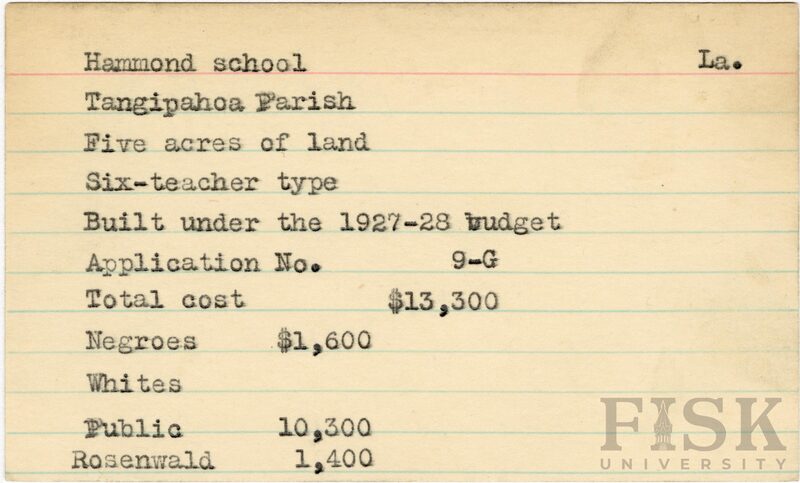 Hammond school La.
Tangipahoa Parish
Five acres of land
Six-teacher type
Built under the 1927-28 budget
Application No. 9-G
Total cost $13,300
Negroes $1,600
Whites
Public 10,300
Rosenwald 1,400
FISK
UNIVERSITY